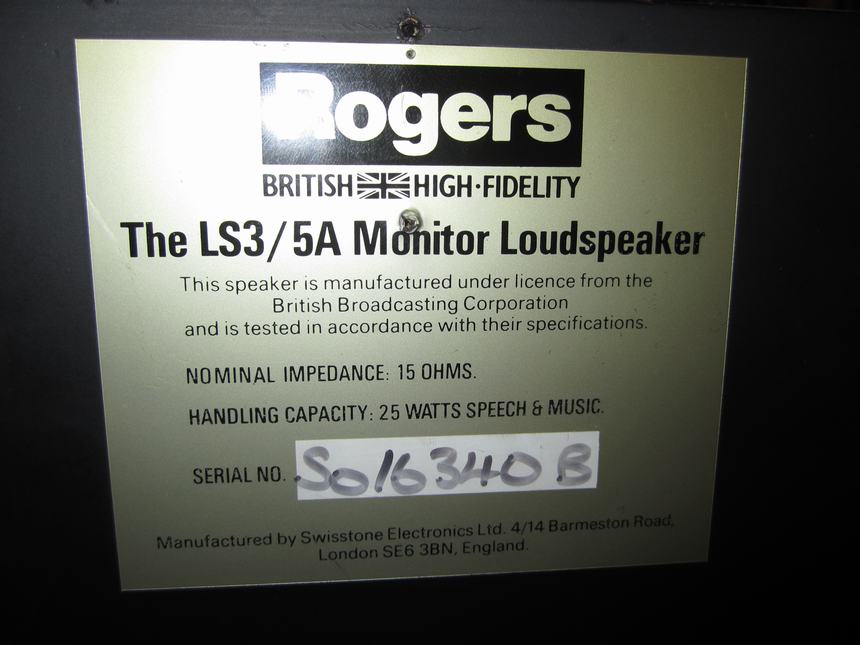 Rogers
BRITISH HIGH·FIDELITY
The LS3/5A Monitor Loudspeaker
This speaker is manufactured under licence from the
British Broadcasting Corporation
and is tested in accordance with their specifications.
NOMINAL IMPEDANCE: 15 OHMS.
HANDLING CAPACITY: 25 WATTS SPEECH & MUSIC.
SERIAL NO. S016340B
Manufactured by Swisstone Electronics Ltd. 4/14 Barmeston Road,
London SE6 3BN, England.